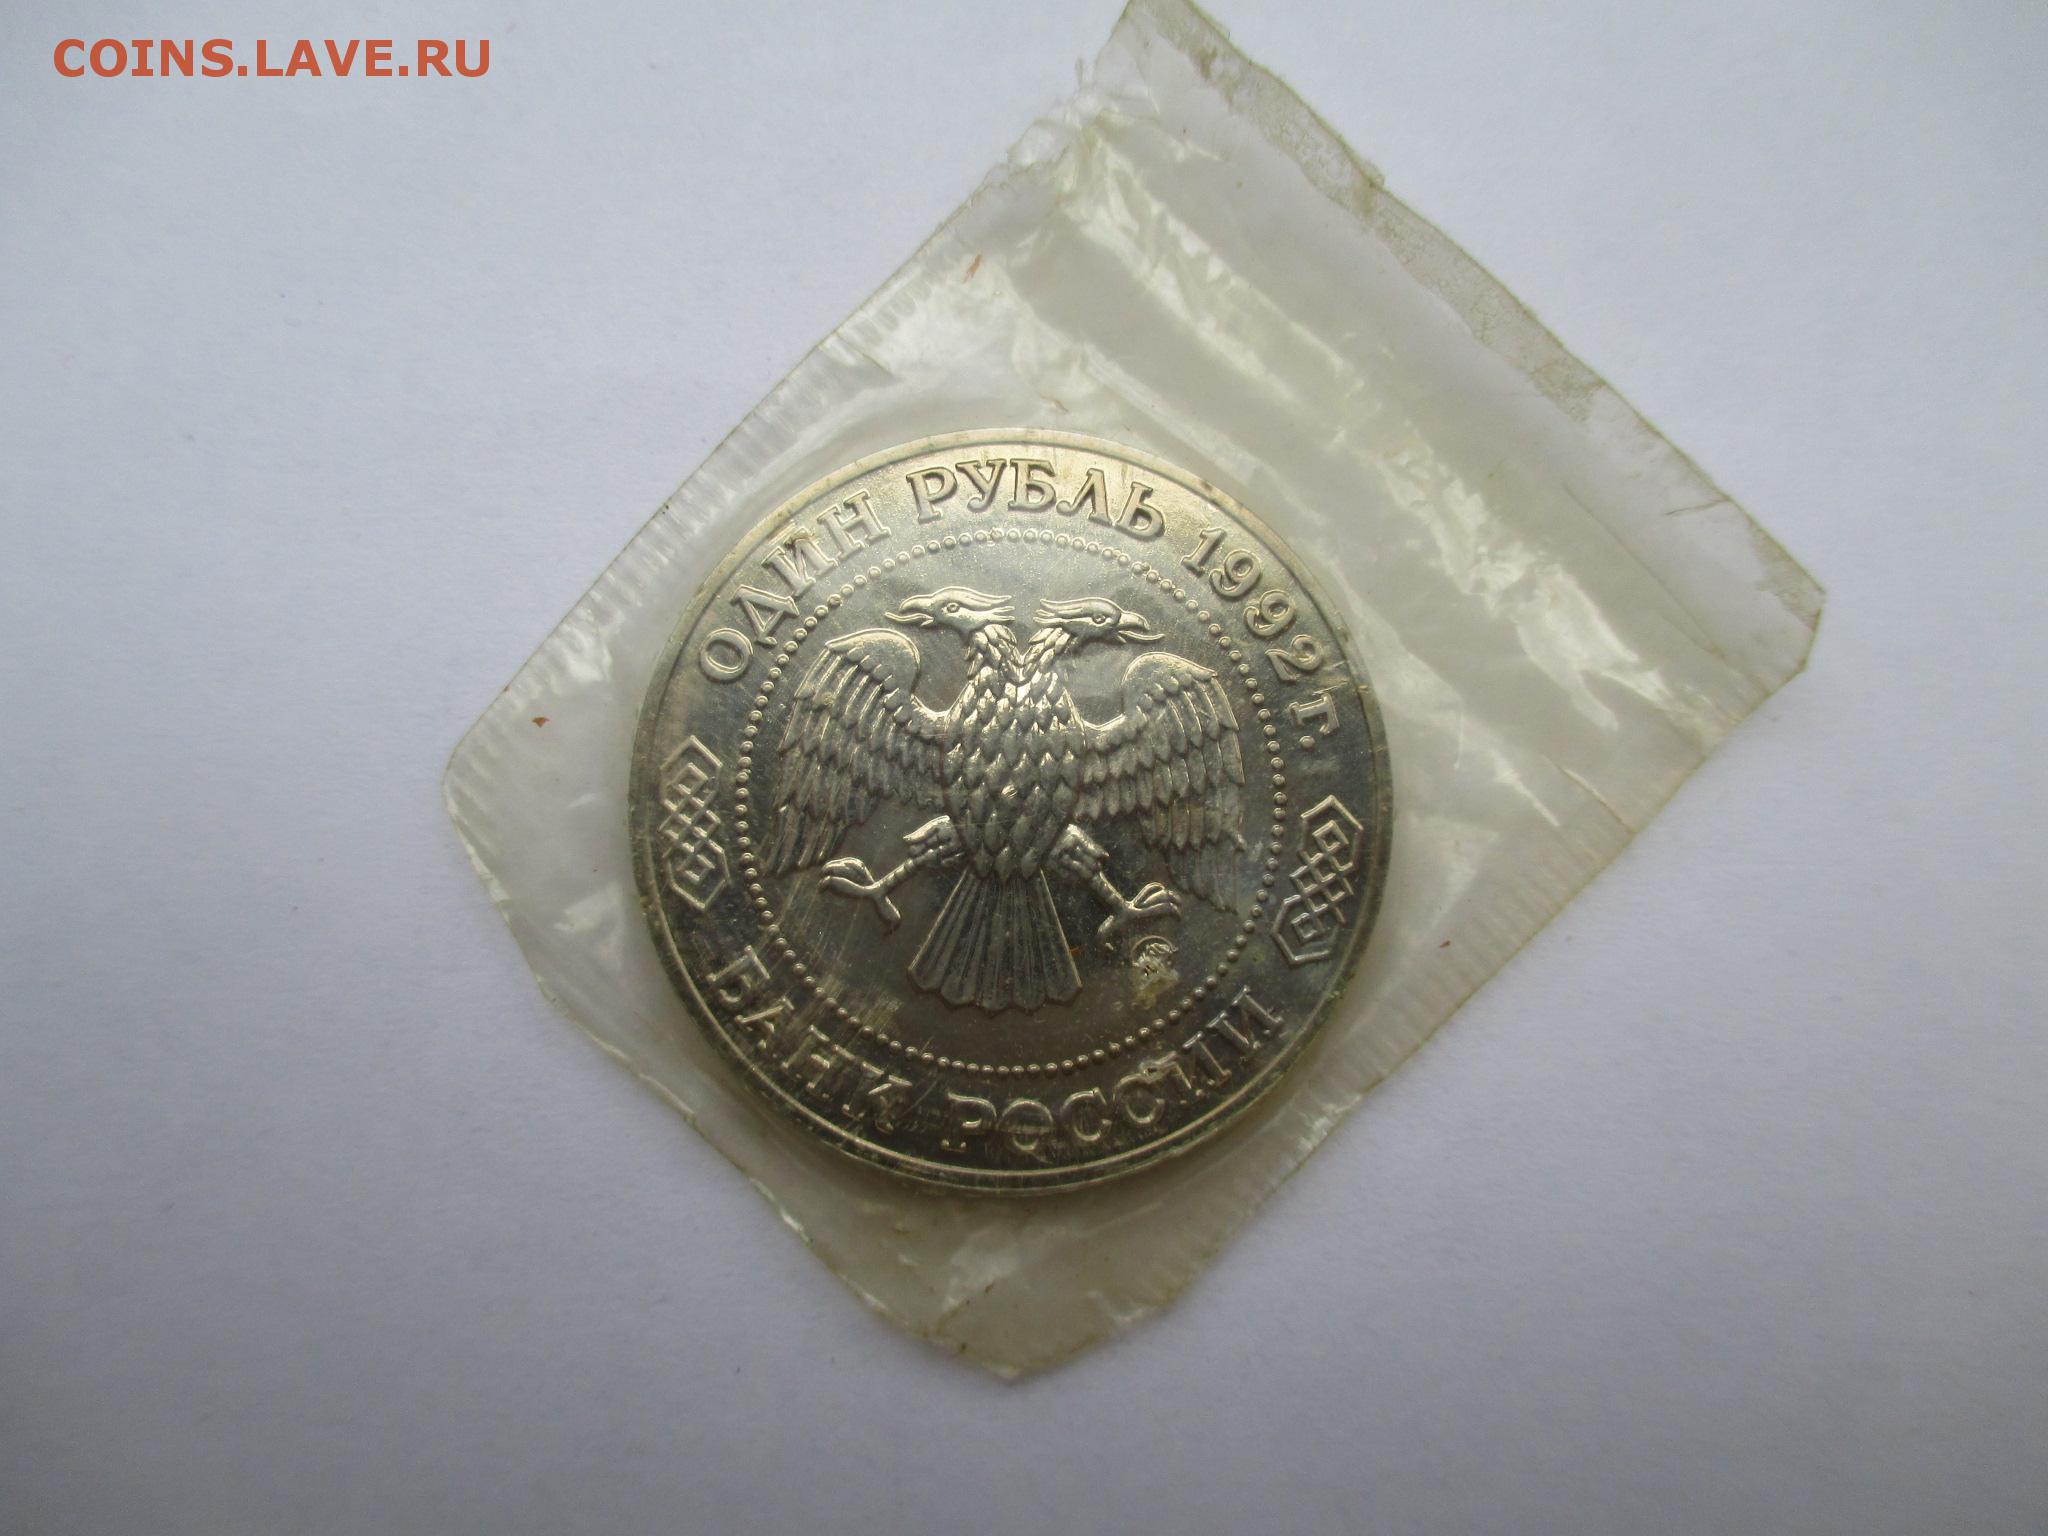 COINS.LAVE.RU
ОДИН РУБЛЬ 1992 г.
БАНК РОССИИ